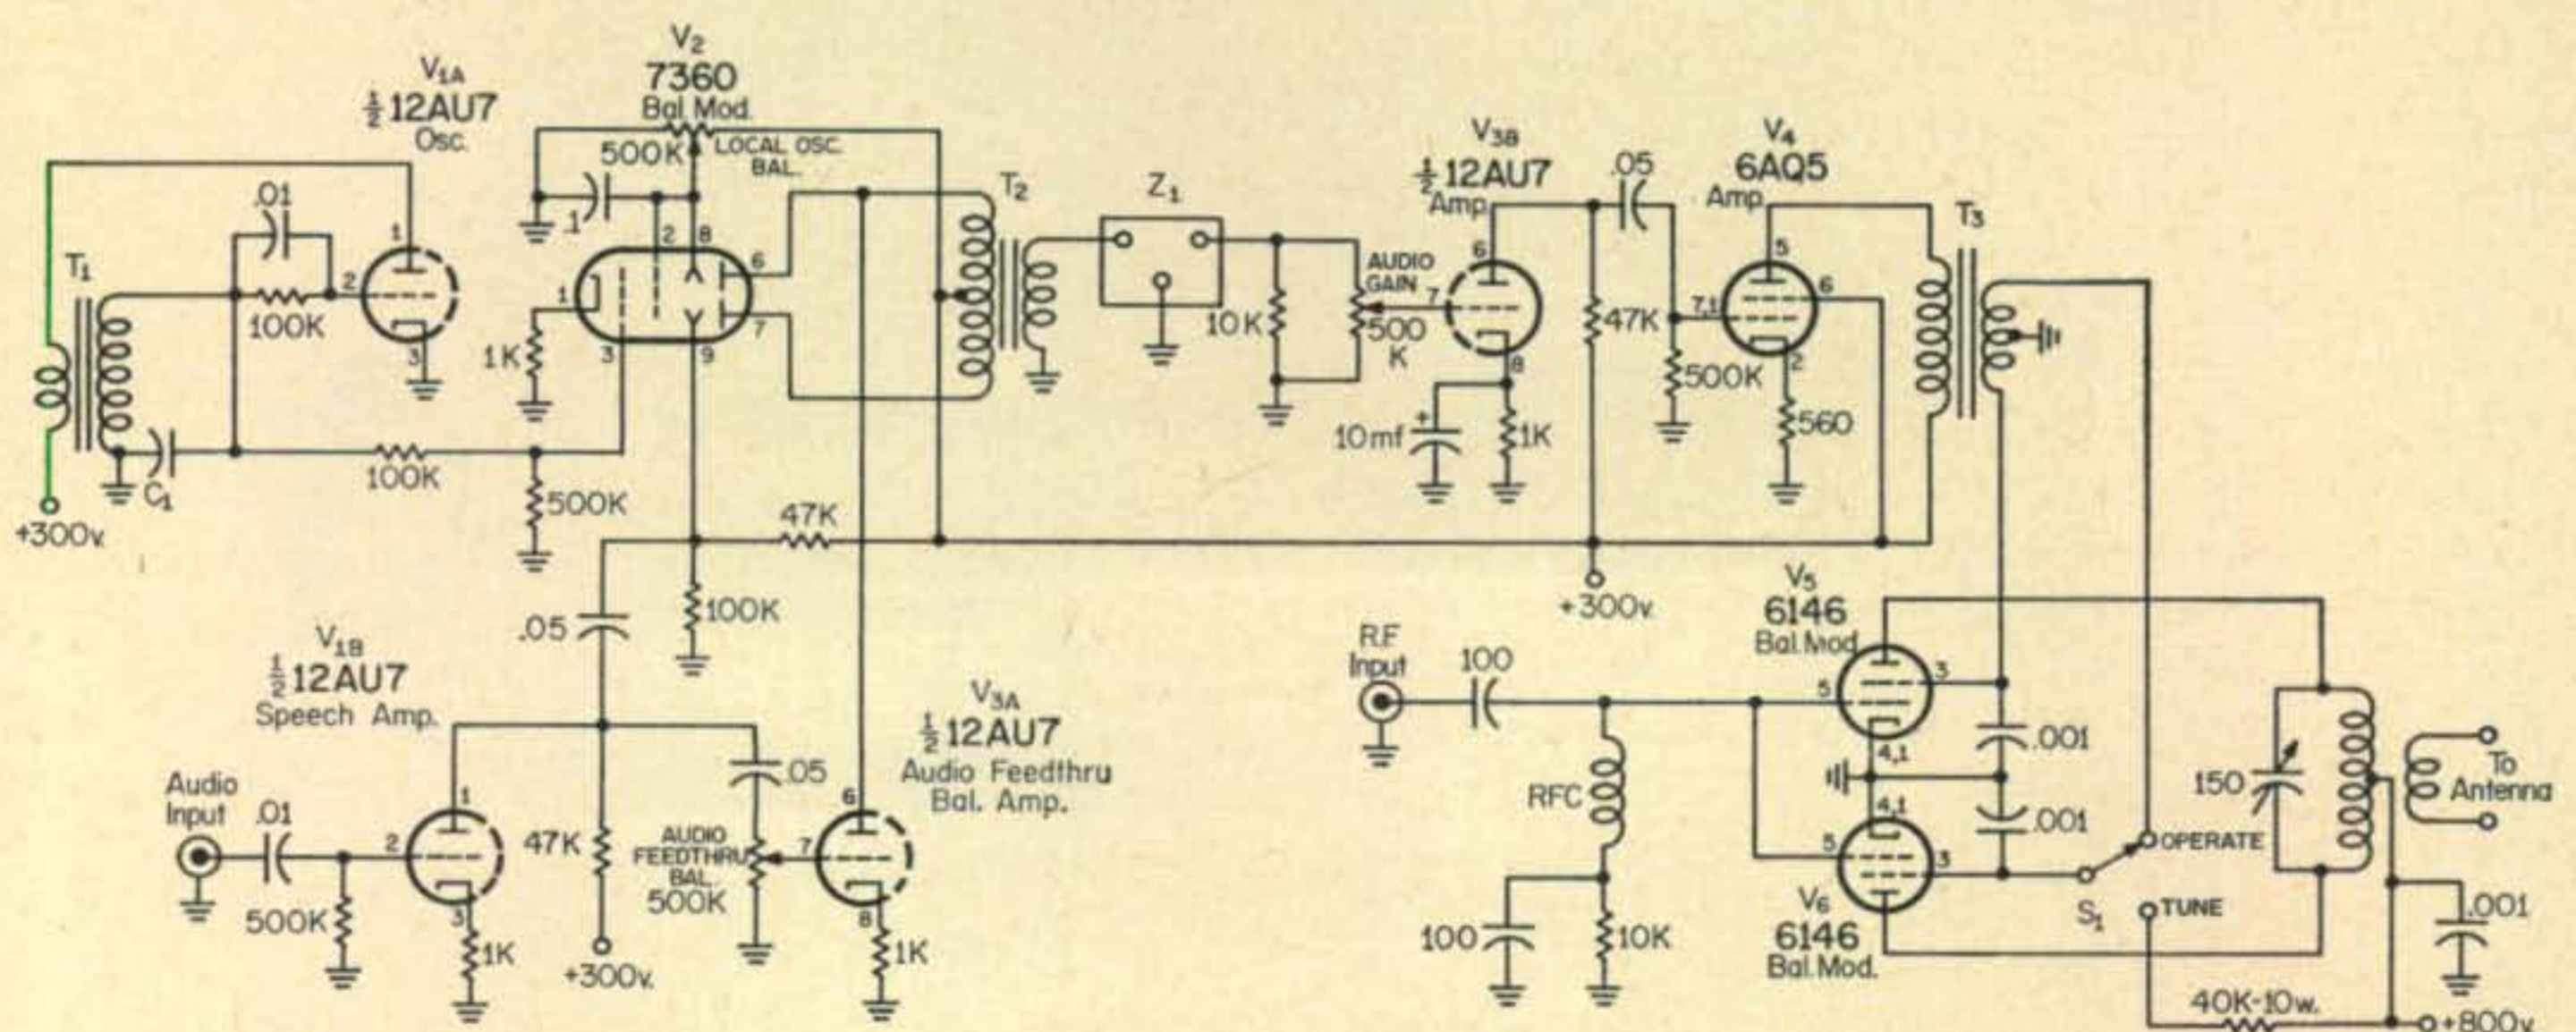 V1A
½ 12AU7
Osc.
V2
7360
Bal. Mod.
500K
LOCAL OSC.
BAL.
.01
1
2
3
100K
T1
C1
+300v.
100K
.1
2 8
1
3
9
6
7
1K
500K
T2
Z1
10K
AUDIO
GAIN
500
K
V3B
½ 12AU7
Amp.
6
7
8
10mf
+
1K
.05
47K
V4
6AQ5
Amp.
5
6
7,1
2
500K
560
T3
47K
+300v.
100K
.05
V1B
½ 12AU7
Speech Amp.
Audio
Input
.01
500K
1
2
3
1K
47K
+300v.
.05
AUDIO
FEEDTHRU
BAL.
500K
V3A
½ 12AU7
Audio Feedthru
Bal. Amp.
6
7
8
1K
R.F.
Input
100
RFC
100
10K
V5
6146
Bal. Mod.
5
3
4,1
4,1
5
3
V6
6146
Bal. Mod.
.001
.001
S1
OPERATE
TUNE
150
To
Antenna
.001
40K-10w.
+800v.